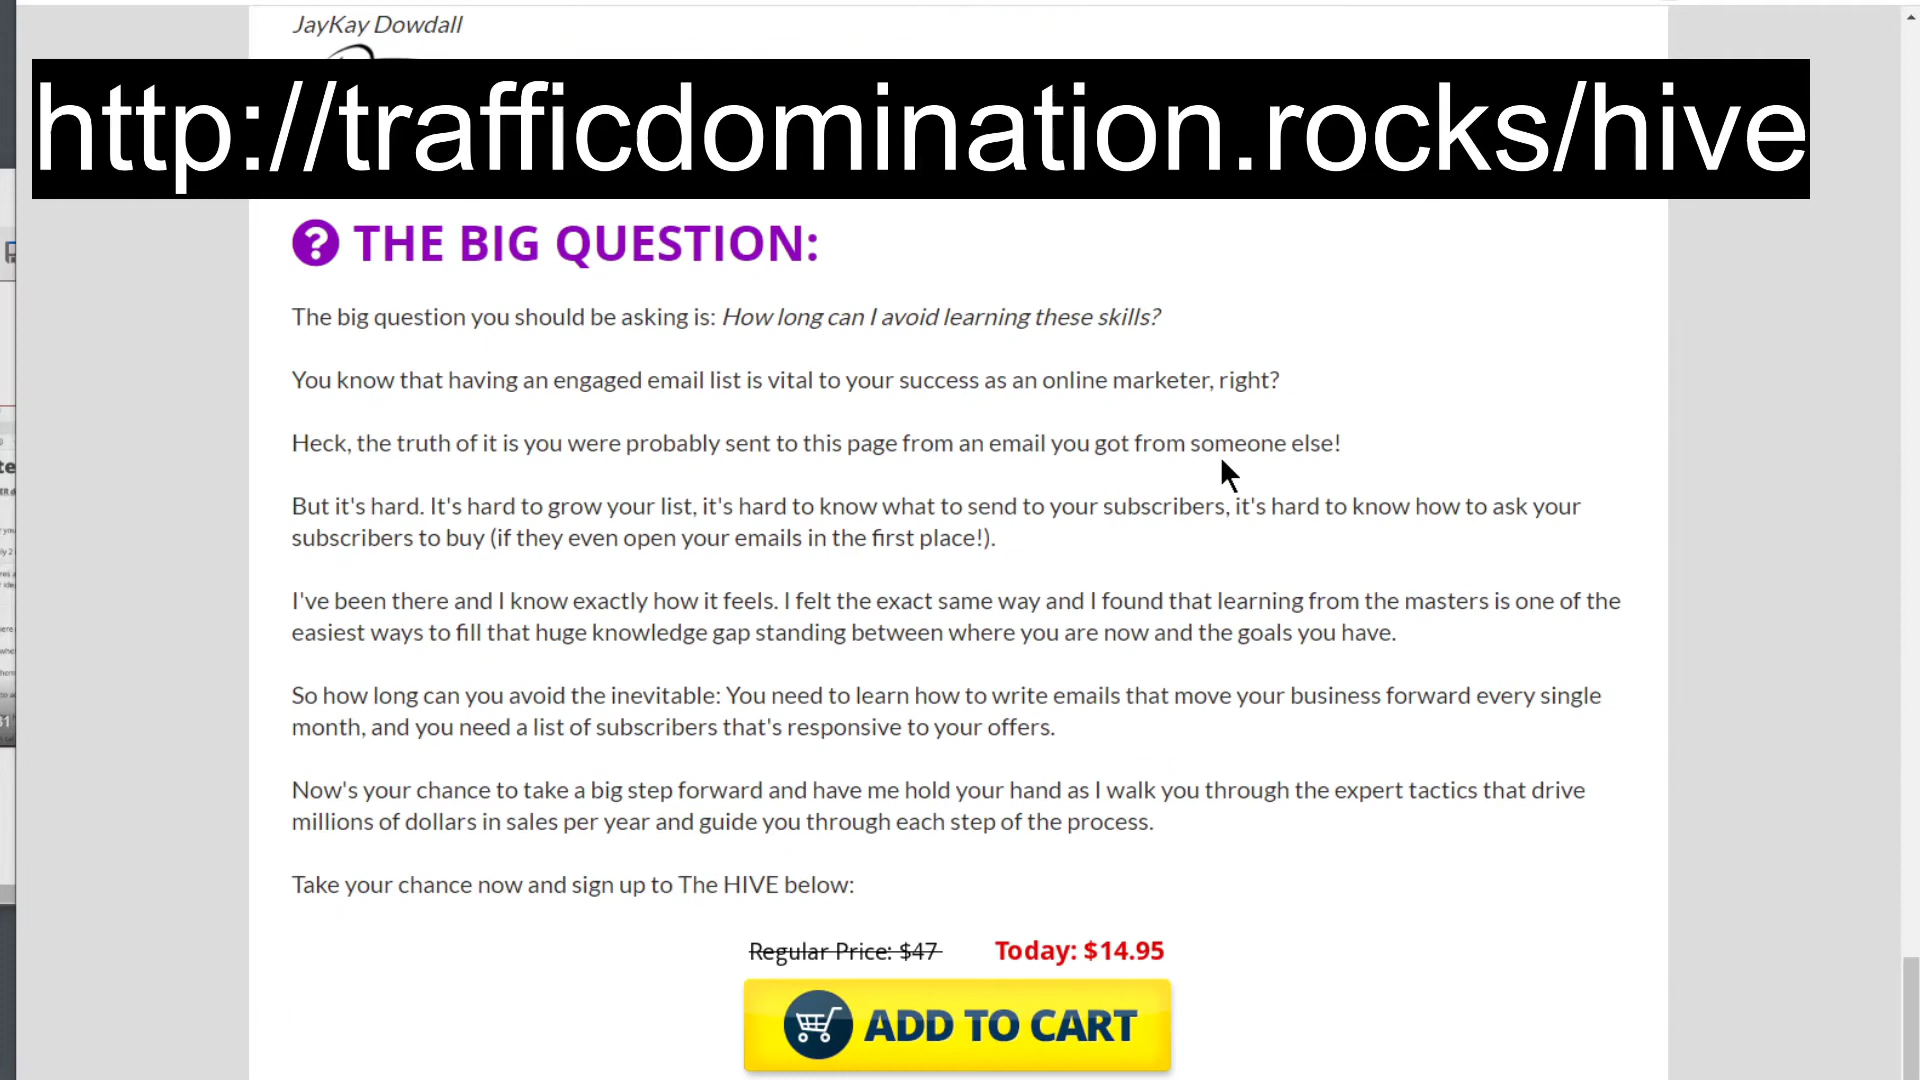 JayKay Dowdall
http://trafficdomination.rocks/hive
THE BIG QUESTION:
The big question you should be asking is: How long can I avoid learning these skills?
You know that having an engaged email list is vital to your success as an online marketer, right?
Heck, the truth of it is you were probably sent to this page from an email you got from someone else!
But it's hard. It's hard to grow your list, it's hard to know what to send to your subscribers, it's hard to know how to ask your
subscribers to buy (if they even open your emails in the first place!).
I've been there and I know exactly how it feels. I felt the exact same way and I found that learning from the masters is one of the
easiest ways to fill that huge knowledge gap standing between where you are now and the goals you have.
So how long can you avoid the inevitable: You need to learn how to write emails that move your business forward every single
month, and you need a list of subscribers that's responsive to your offers.
Now's your chance to take a big step forward and have me hold your hand as I walk you through the expert tactics that drive
millions of dollars in sales per year and guide you through each step of the process.
Take your chance now and sign up to The HIVE below:
Regular Price: $47 Today: $14.95
ADD TO CART